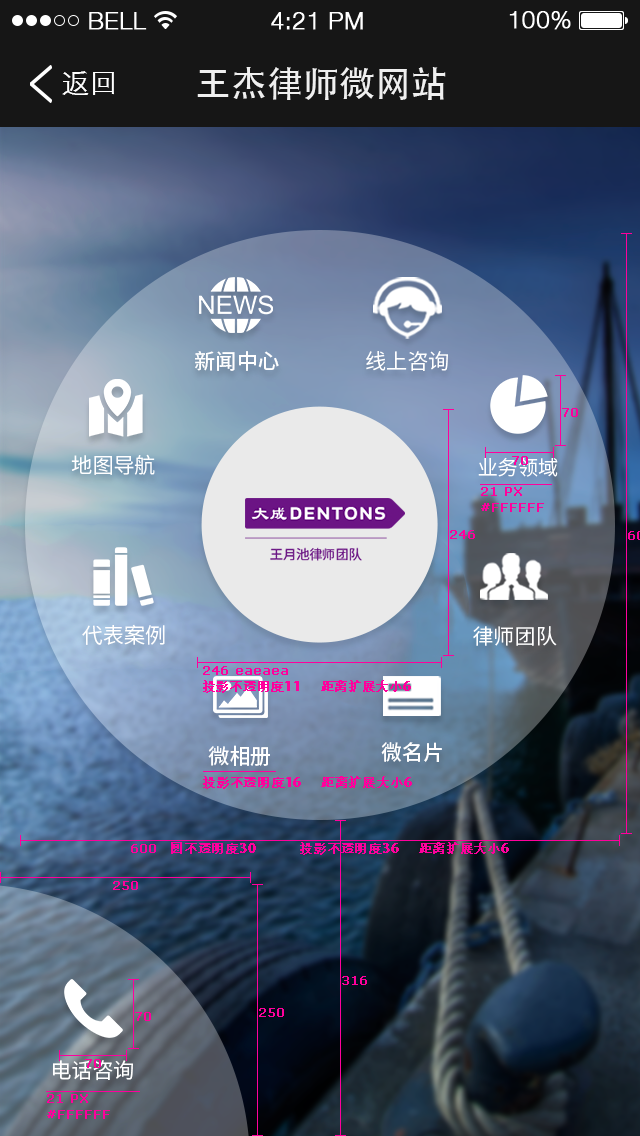 BELL 4:21 PM 100%
返回 王杰律师微网站
NEWS
新闻中心 线上咨询
地图导航 业务领域
70
70
21 PX
#FFFFFF
大成DENTONS
王月池律师团队
240
60
代表案例 律师团队
246 eaeaea
投影不透明度11 距离扩展大小6
微相册 微名片
投影不透明度16 距离扩展大小6
600 圆不透明度30 投影不透明度36 距离扩展大小6
250
316
250
70
70
电话咨询
21 PX
#FFFFFF